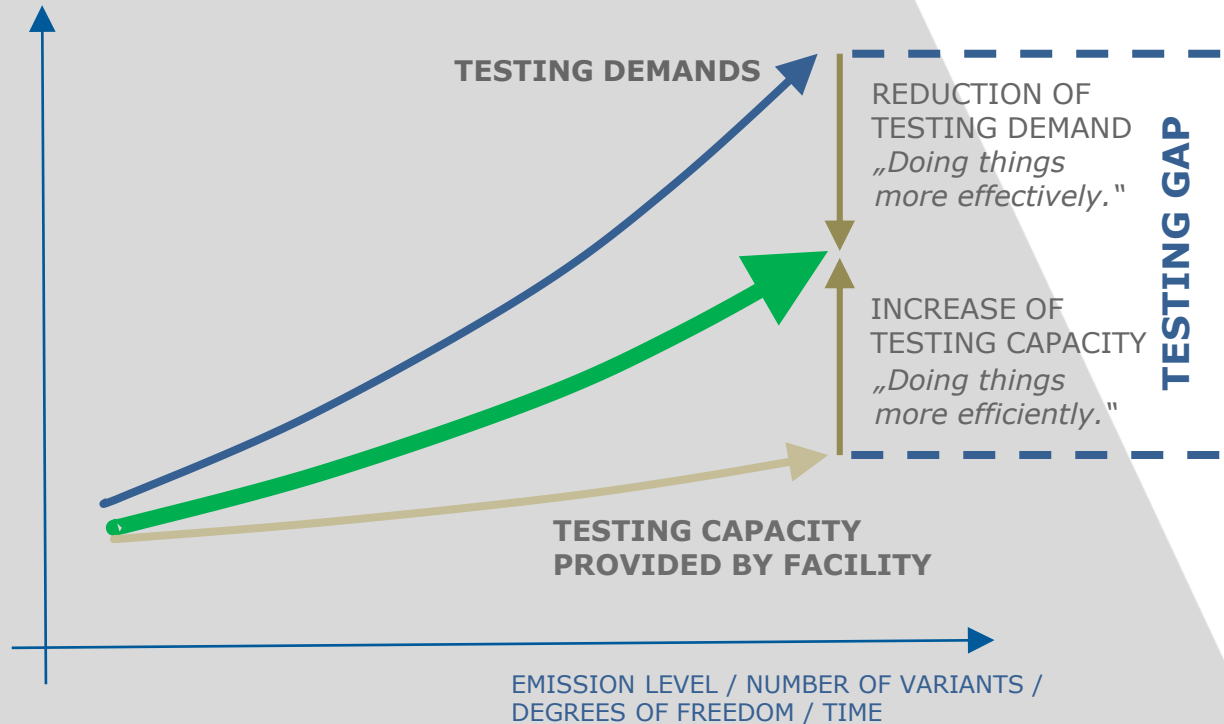 TESTING DEMANDS
REDUCTION OF
TESTING DEMAND
„Doing things
more effectively.“
TESTING GAP
INCREASE OF
TESTING CAPACITY
„Doing things
more efficiently.“
TESTING CAPACITY
PROVIDED BY FACILITY
EMISSION LEVEL / NUMBER OF VARIANTS /
DEGREES OF FREEDOM / TIME